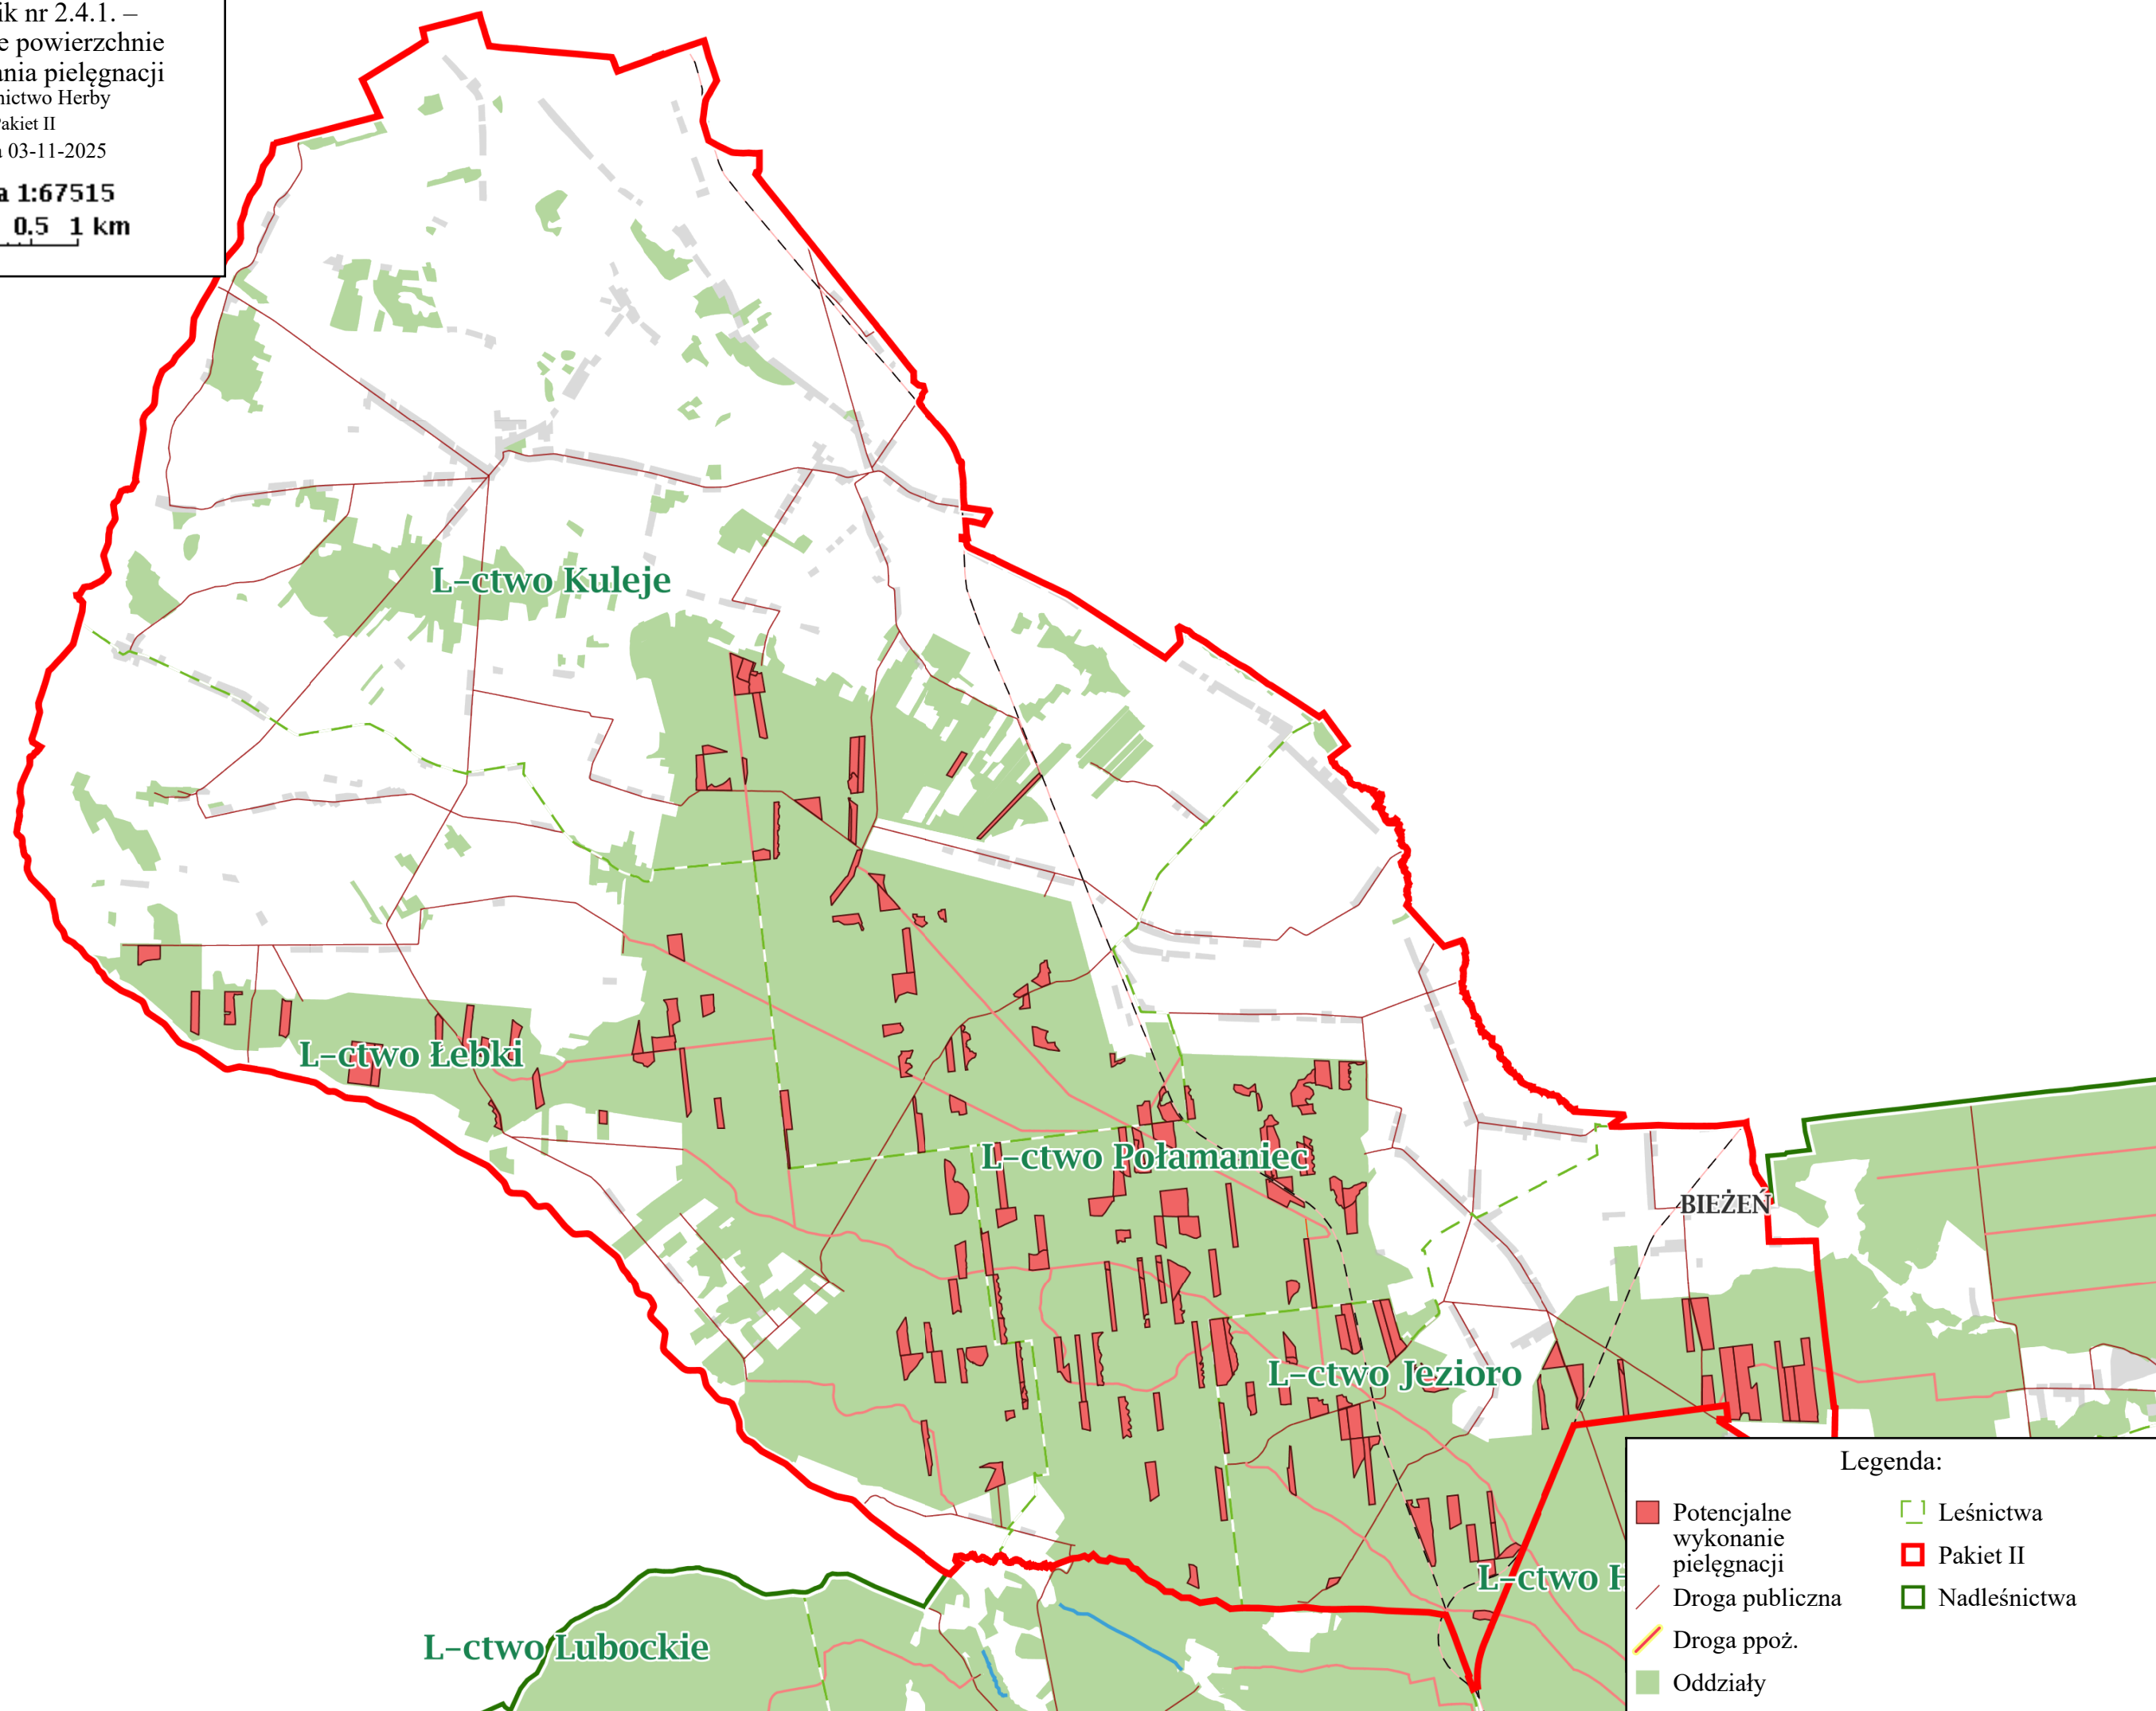 ik nr 2.4.1. –
e powierzchnie
ania pielęgnacji
nictwo Herby
Pakiet II
a 03-11-2025
a 1:67515
0.5 1 km
L-ctwo Kuleje
L-ctwo Łebki
L-ctwo Połamaniec
BIEŻEŃ
L-ctwo Jezioro
L-ctwo H
L-ctwo Lubockie
Legenda:
Potencjalne
wykonanie
pielęgnacji
Droga publiczna
Droga ppoż.
Oddziały
Leśnictwa
Pakiet II
Nadleśnictwa